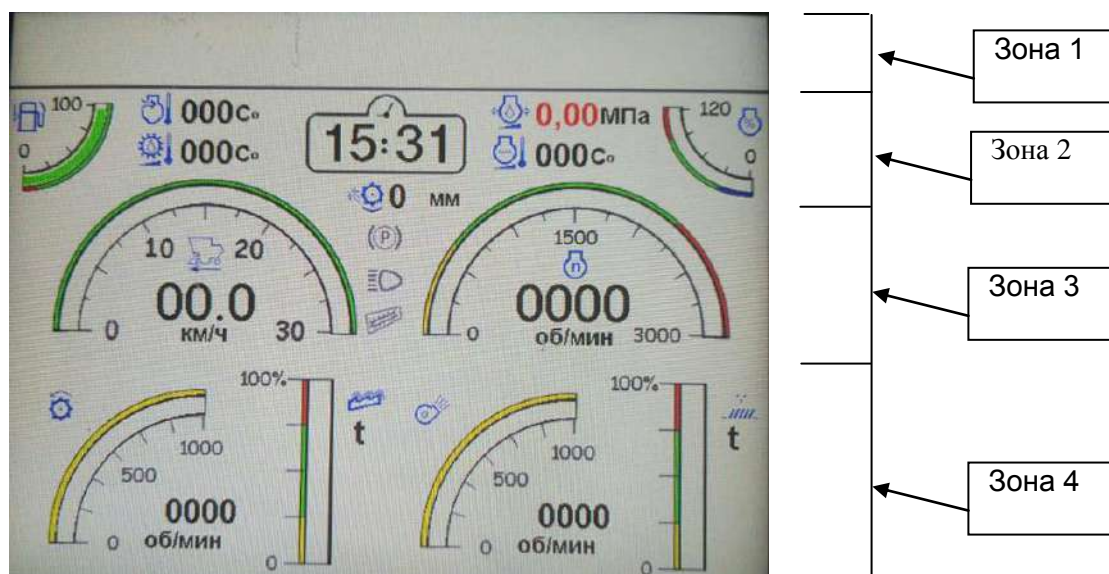 Зона 1
100
0
000С°
000С°
15:31
0,00МПа
000С°
120
%
0
Зона 2
0 мм
(P)
10
20
00.0
км/ч
0
30
1500
n
0000
об/мин
0
3000
Зона 3
100%
t
1000
500
0000
об/мин
0
0
100%
t
1000
500
0000
об/мин
0
0
Зона 4